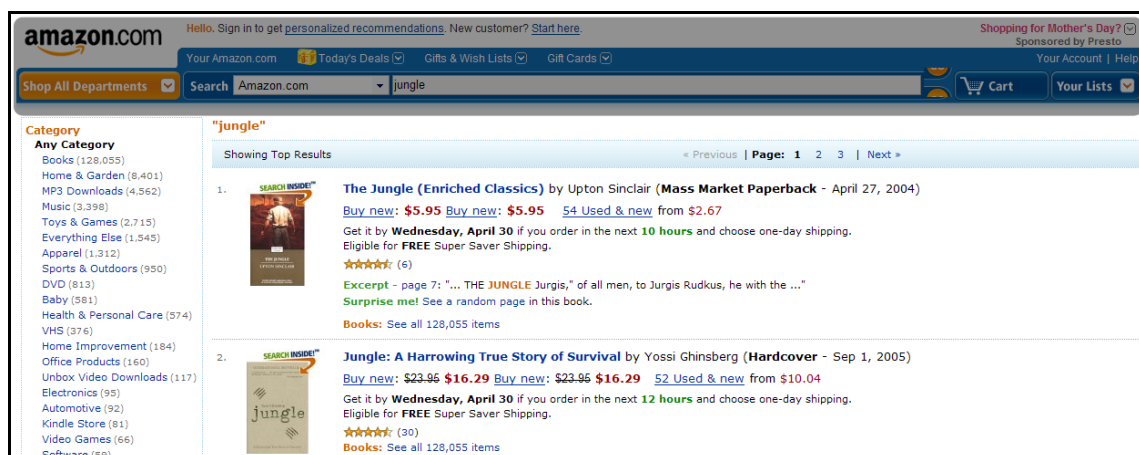 amazon.com
Hello. Sign in to get personalized recommendations. New customer? Start here.
Shopping for Mother's Day?
Sponsored by Presto
Your Amazon.com Today's Deals Gifts & Wish Lists Gift Cards
Your Account | Help
Shop All Departments Search Amazon.com jungle Cart Your Lists
Category
Any Category
Books (128,055)
Home & Garden (8,401)
MP3 Downloads (4,562)
Music (3,398)
Toys & Games (2,715)
Everything Else (1,545)
Apparel (1,312)
Sports & Outdoors (950)
DVD (813)
Baby (581)
Health & Personal Care (574)
VHS (376)
Home Improvement (184)
Office Products (160)
Unbox Video Downloads (117)
Electronics (95)
Automotive (92)
Kindle Store (81)
Video Games (66)
Software (59)
"jungle"
Showing Top Results
« Previous | Page: 1 2 3 | Next »
1.
SEARCH INSIDE!™
THE JUNGLE
UPTON SINCLAIR
The Jungle (Enriched Classics) by Upton Sinclair (Mass Market Paperback - April 27, 2004)
Buy new: $5.95 Buy new: $5.95 54 Used & new from $2.67
Get it by Wednesday, April 30 if you order in the next 10 hours and choose one-day shipping.
Eligible for FREE Super Saver Shipping.
(6)
Excerpt - page 7: "... THE JUNGLE Jurgis," of all men, to Jurgis Rudkus, he with the ..."
Surprise me! See a random page in this book.
Books: See all 128,055 items
2.
SEARCH INSIDE!™
jungle
Jungle: A Harrowing True Story of Survival by Yossi Ghinsberg (Hardcover - Sep 1, 2005)
Buy new: $23.95 $16.29 Buy new: $23.95 $16.29 52 Used & new from $10.04
Get it by Wednesday, April 30 if you order in the next 12 hours and choose one-day shipping.
Eligible for FREE Super Saver Shipping.
(30)
Books: See all 128,055 items